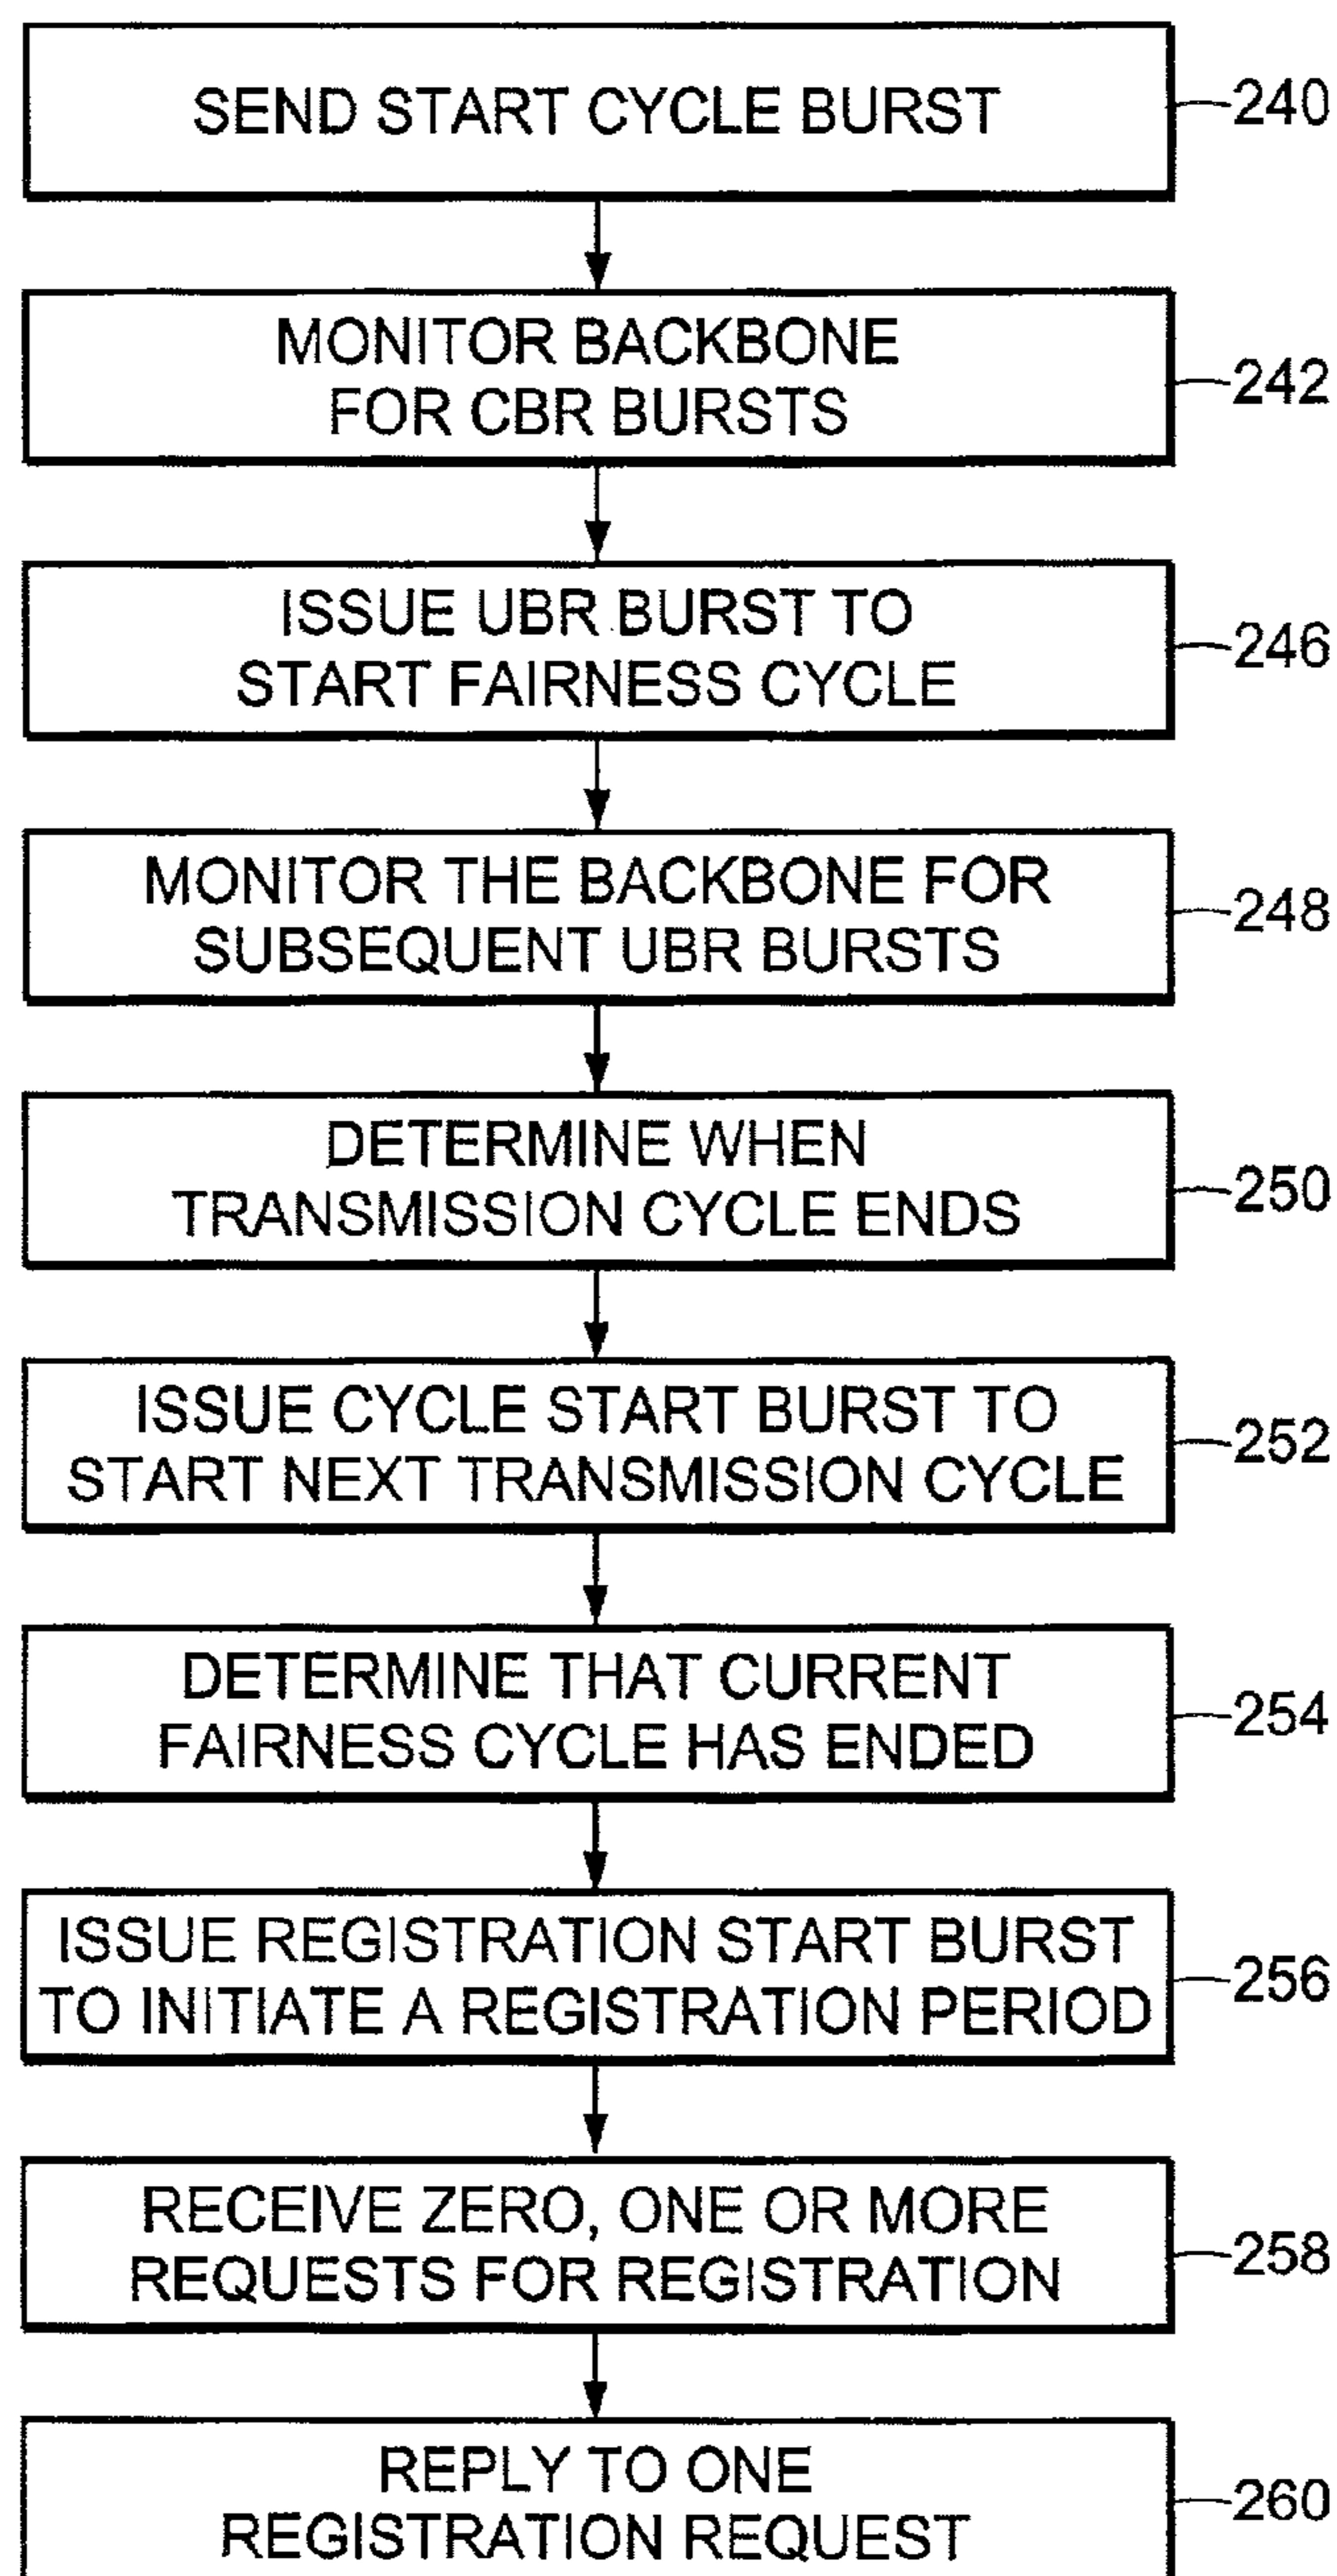 SEND START CYCLE BURST
240
MONITOR BACKBONE
FOR CBR BURSTS
242
ISSUE UBR BURST TO
START FAIRNESS CYCLE
246
MONITOR THE BACKBONE FOR
SUBSEQUENT UBR BURSTS
248
DETERMINE WHEN
TRANSMISSION CYCLE ENDS
250
ISSUE CYCLE START BURST TO
START NEXT TRANSMISSION CYCLE
252
DETERMINE THAT CURRENT
FAIRNESS CYCLE HAS ENDED
254
ISSUE REGISTRATION START BURST
TO INITIATE A REGISTRATION PERIOD
256
RECEIVE ZERO, ONE OR MORE
REQUESTS FOR REGISTRATION
258
REPLY TO ONE
REGISTRATION REQUEST
260